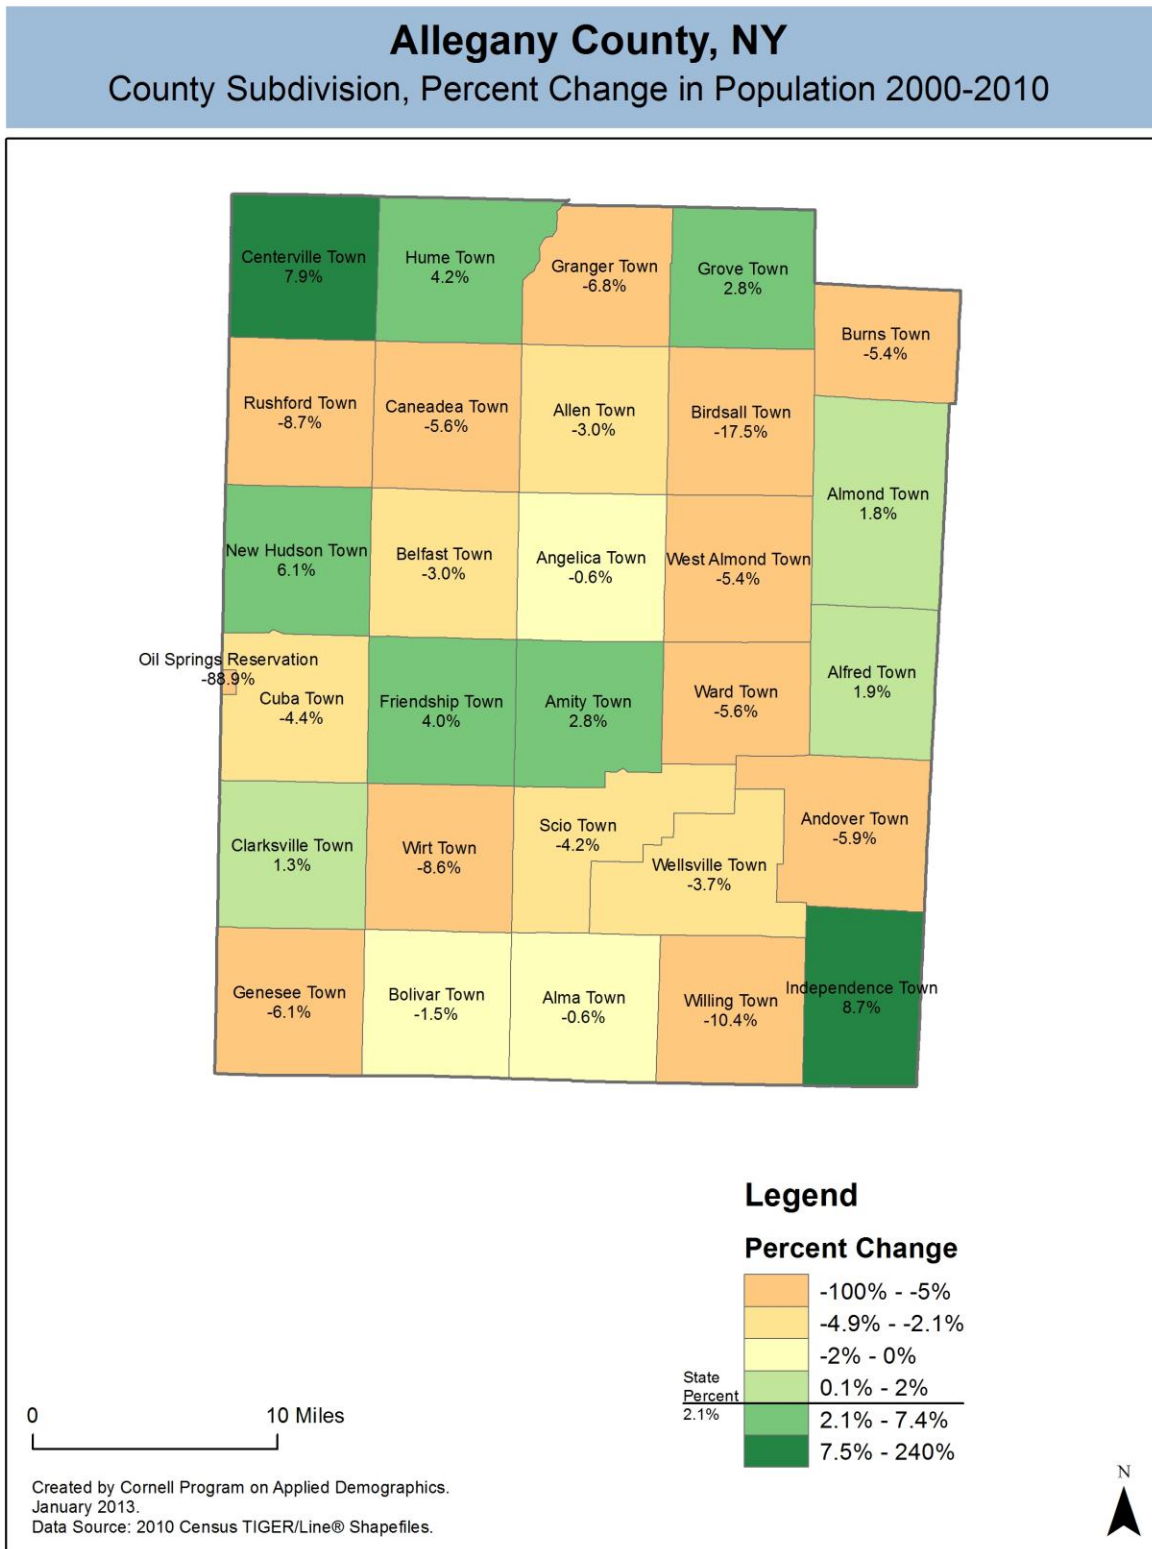 Allegany County, NY
County Subdivision, Percent Change in Population 2000-2010
Centerville Town
7.9%
Hume Town
4.2%
Granger Town
-6.8%
Grove Town
2.8%
Burns Town
-5.4%
Rushford Town
-8.7%
Caneadea Town
-5.6%
Allen Town
-3.0%
Birdsall Town
-17.5%
Almond Town
1.8%
New Hudson Town
6.1%
Belfast Town
-3.0%
Angelica Town
-0.6%
West Almond Town
-5.4%
Oil Springs Reservation
-88.9%
Cuba Town
-4.4%
Friendship Town
4.0%
Amity Town
2.8%
Ward Town
-5.6%
Alfred Town
1.9%
Clarksville Town
1.3%
Wirt Town
-8.6%
Scio Town
-4.2%
Wellsville Town
-3.7%
Andover Town
-5.9%
Genesee Town
-6.1%
Bolivar Town
-1.5%
Alma Town
-0.6%
Willing Town
-10.4%
Independence Town
8.7%
Legend
Percent Change
-100% - -5%
-4.9% - -2.1%
-2% - 0%
0.1% - 2%
2.1% - 7.4%
7.5% - 240%
State
Percent
2.1%
0 10 Miles
Created by Cornell Program on Applied Demographics.
January 2013.
Data Source: 2010 Census TIGER/Line® Shapefiles.
N